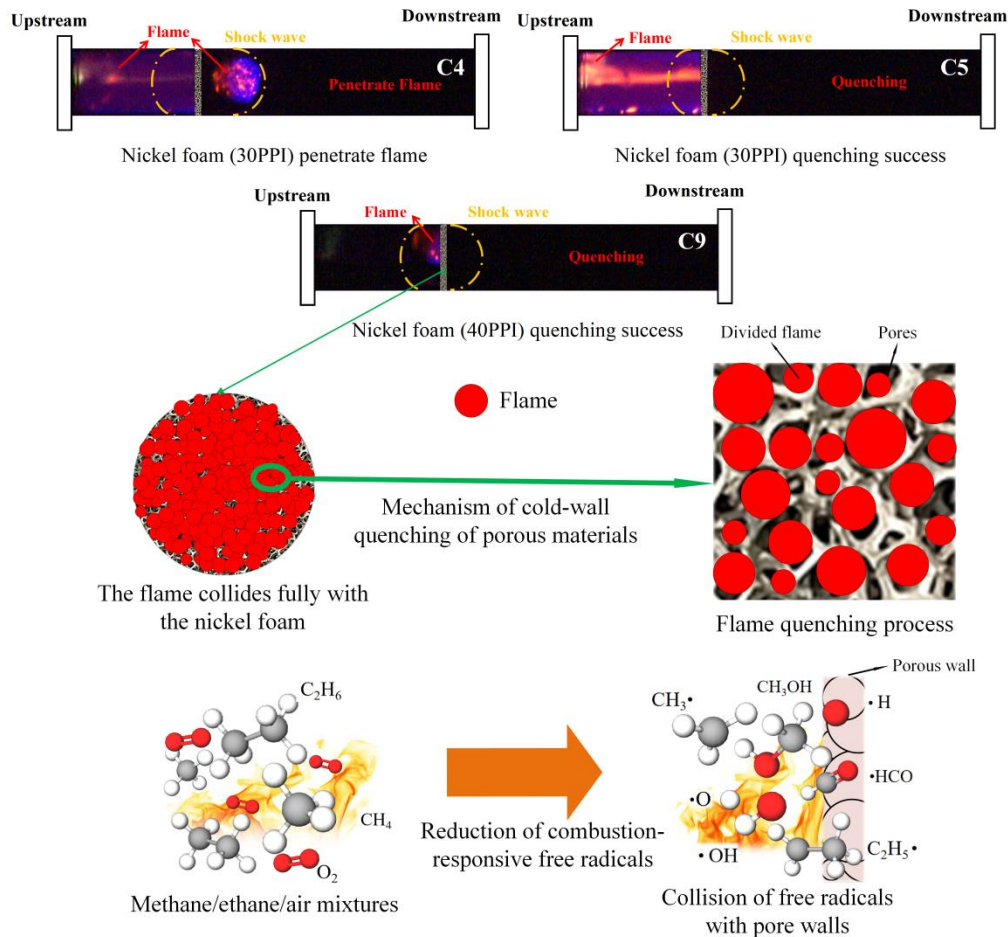 Upstream
Downstream
Flame
Shock wave
Penetrate Flame
C4
Nickel foam (30PPI) penetrate flame
Upstream
Downstream
Flame
Shock wave
Quenching
C5
Nickel foam (30PPI) quenching success
Upstream
Downstream
Flame
Shock wave
Quenching
C9
Nickel foam (40PPI) quenching success
Divided flame
Pores
Flame
Mechanism of cold-wall
quenching of porous materials
The flame collides fully with
the nickel foam
Flame quenching process
C₂H₆
CH₄
O₂
Methane/ethane/air mixtures
Reduction of combustion-
responsive free radicals
Porous wall
CH₃•
CH₃OH
• H
•HCO
•O
• OH
C₂H₅•
Collision of free radicals
with pore walls